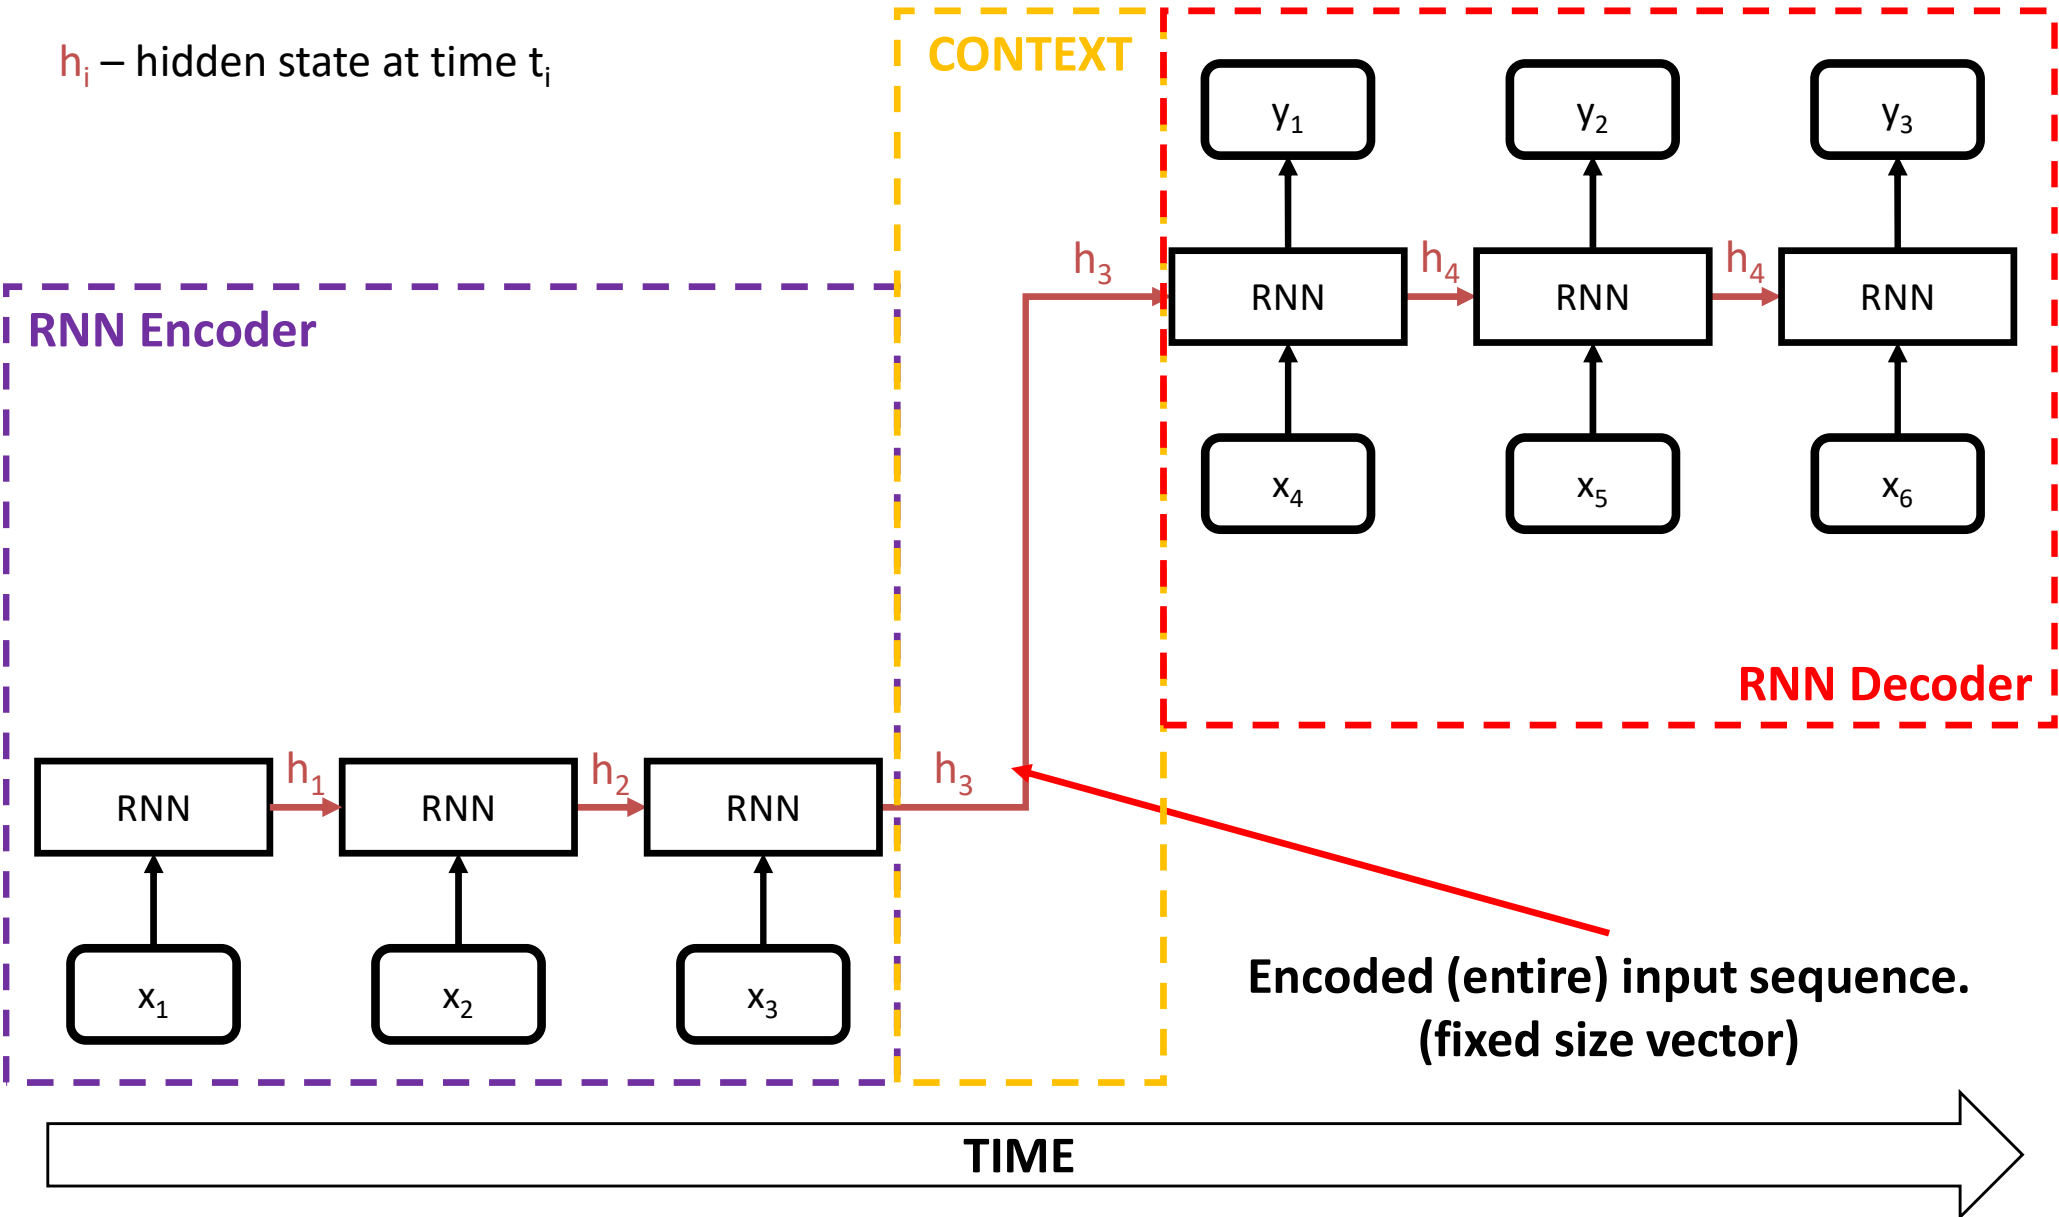 hᵢ – hidden state at time tᵢ
CONTEXT
y₁ y₂ y₃
h₃ h₄ h₄
RNN RNN RNN
RNN Encoder
x₄ x₅ x₆
RNN Decoder
h₁ h₂ h₃
RNN RNN RNN
x₁ x₂ x₃
Encoded (entire) input sequence.
(fixed size vector)
TIME